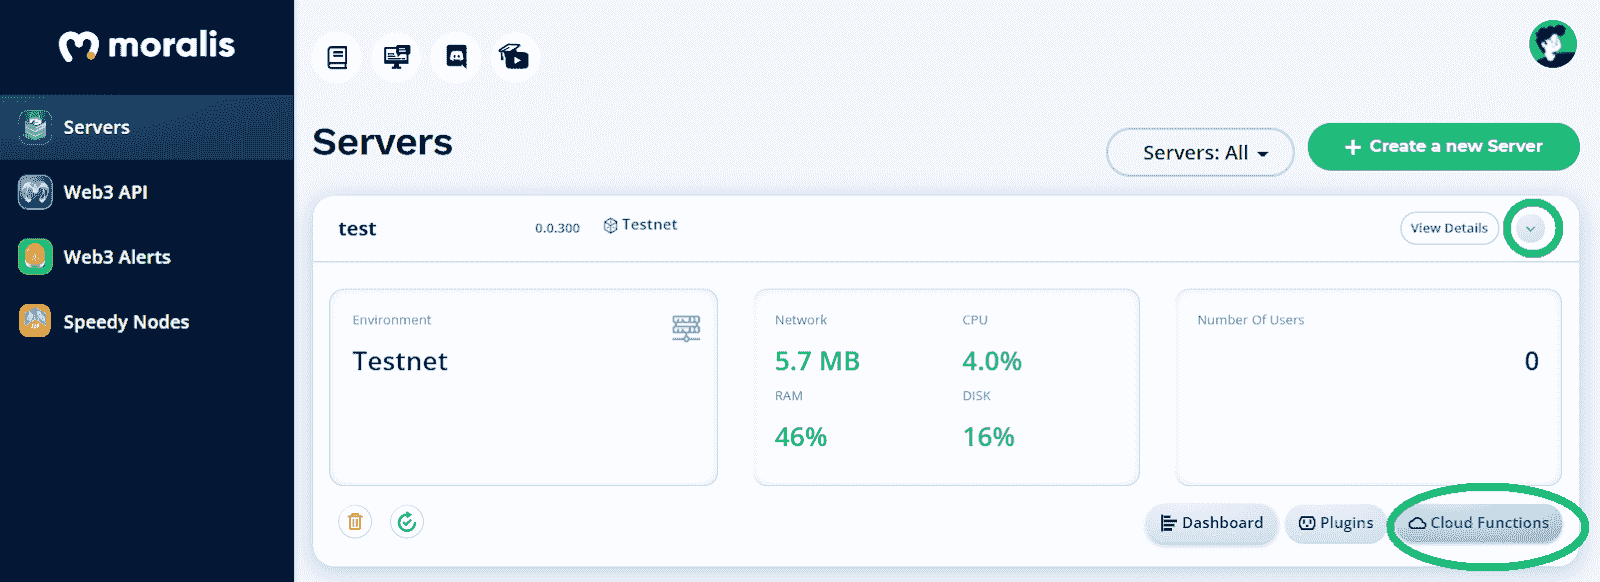 moralis
Servers
Web3 API
Web3 Alerts
Speedy Nodes
Servers
Servers: All
+ Create a new Server
test
0.0.300
Testnet
View Details
Environment
Testnet
Network
CPU
5.7 MB
4.0%
RAM
DISK
46%
16%
Number Of Users
0
Dashboard
Plugins
Cloud Functions